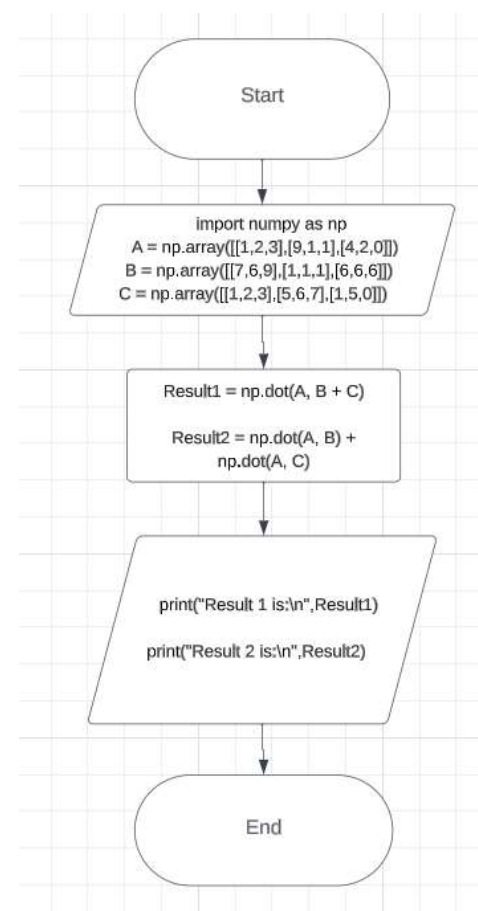 Start
import numpy as np
A = np.array([[1,2,3],[9,1,1],[4,2,0]])
B = np.array([[7,6,9],[1,1,1],[6,6,6]])
C = np.array([[1,2,3],[5,6,7],[1,5,0]])
Result1 = np.dot(A, B + C)
Result2 = np.dot(A, B) +
np.dot(A, C)
print("Result 1 is:\n",Result1)
print("Result 2 is:\n",Result2)
End